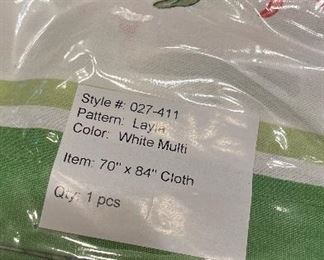 Style #: 027-411
Pattern: Layla
Color: White Multi
Item: 70" x 84" Cloth
Qty: 1 pcs